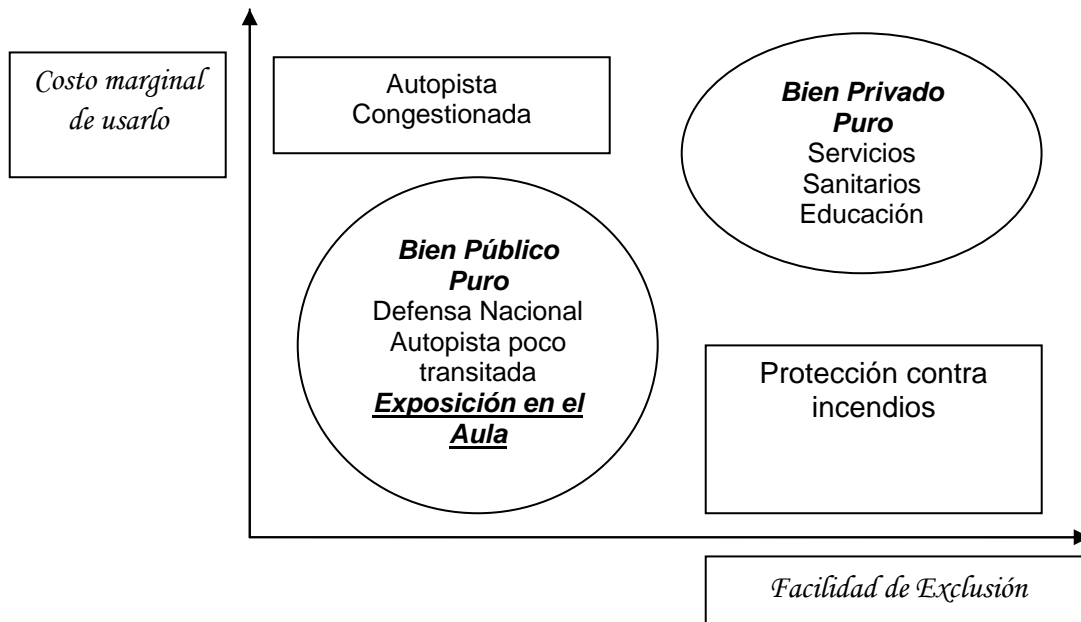 Costo marginal
de usarlo
Autopista
Congestionada
Bien Privado
Puro
Servicios
Sanitarios
Educación
Bien Público
Puro
Defensa Nacional
Autopista poco
transitada
Exposición en el
Aula
Protección contra
incendios
Facilidad de Exclusión